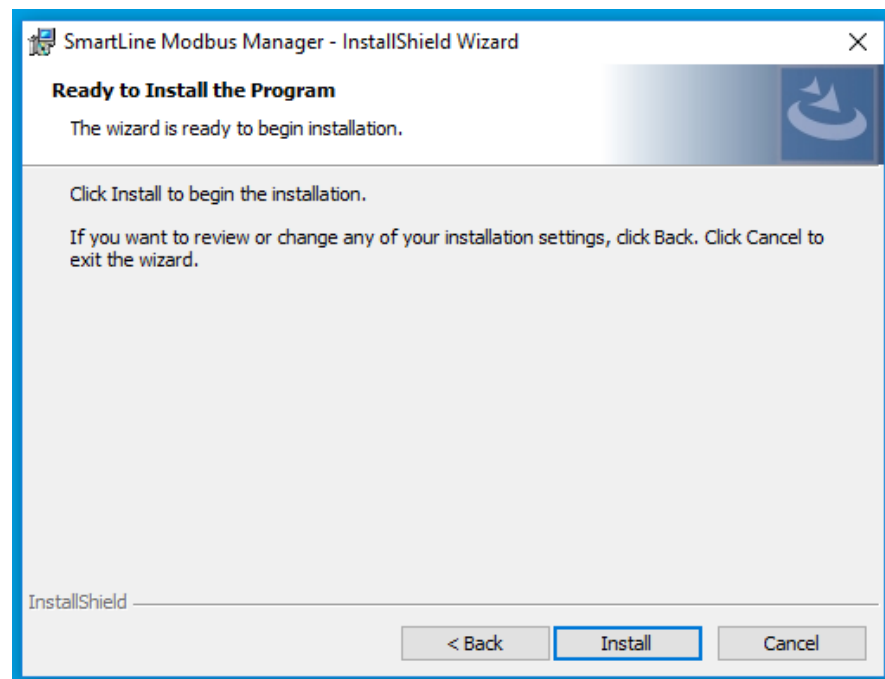 SmartLine Modbus Manager - InstallShield Wizard
Ready to Install the Program
The wizard is ready to begin installation.
Click Install to begin the installation.
If you want to review or change any of your installation settings, click Back. Click Cancel to
exit the wizard.
InstallShield
< Back
Install
Cancel